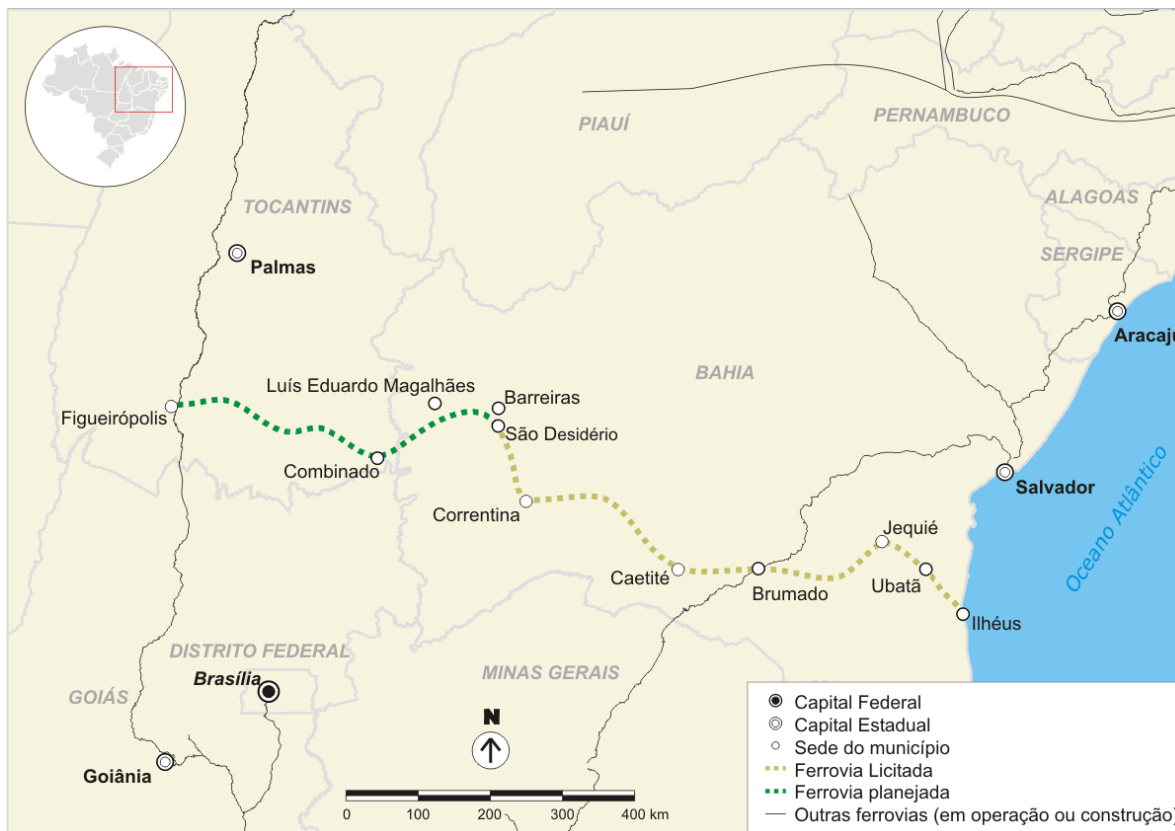 PIAUÍ
PERNAMBUCO
TOCANTINS
ALAGOAS
SERGIPE
Palmas
Aracaju
BAHIA
Luís Eduardo Magalhães
Barreiras
Figueirópolis
São Desidério
Combinado
Salvador
Oceano Atlântico
Correntina
Jequié
Caetité
Brumado
Ubatã
Ilhéus
DISTRITO FEDERAL
Brasília
MINAS GERAIS
GOIÁS
Goiânia
N
0 100 200 300 400 km
Capital Federal
Capital Estadual
Sede do município
Ferrovia Licitada
Ferrovia planejada
Outras ferrovias (em operação ou construção)